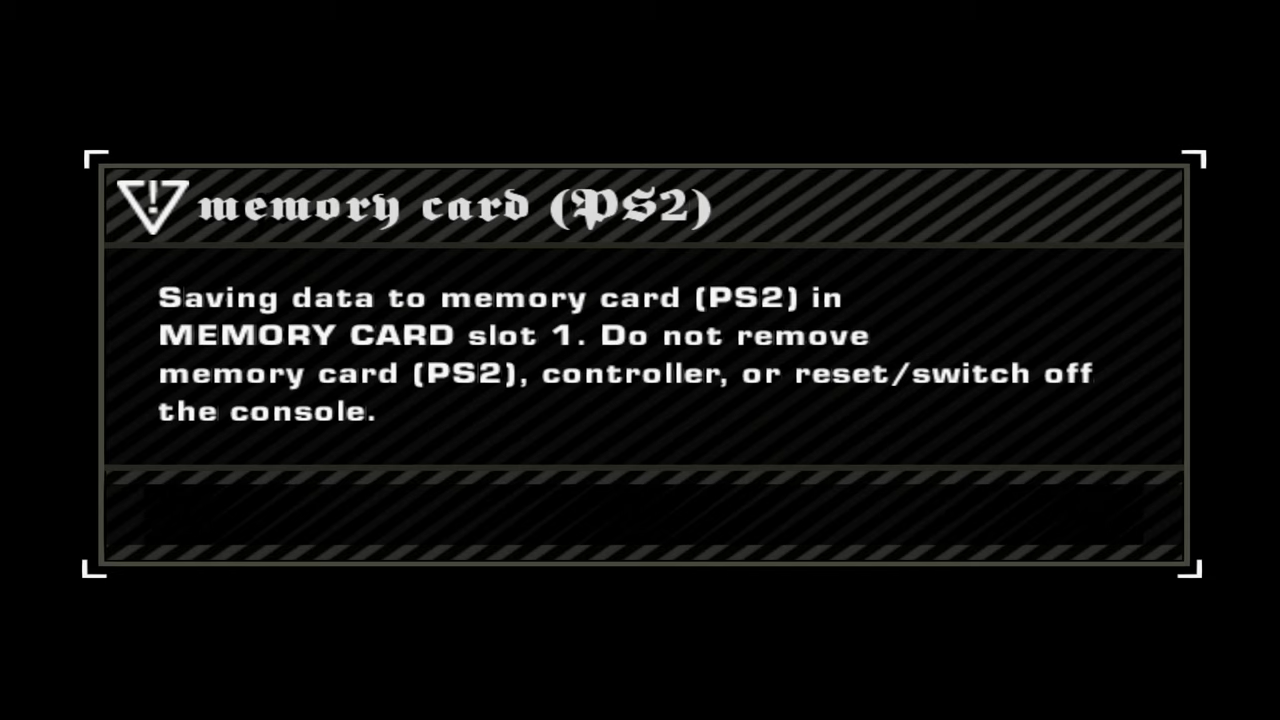 memory card (PS2)
Saving data to memory card (PS2) in
MEMORY CARD slot 1. Do not remove
memory card (PS2), controller, or reset/switch off
the console.